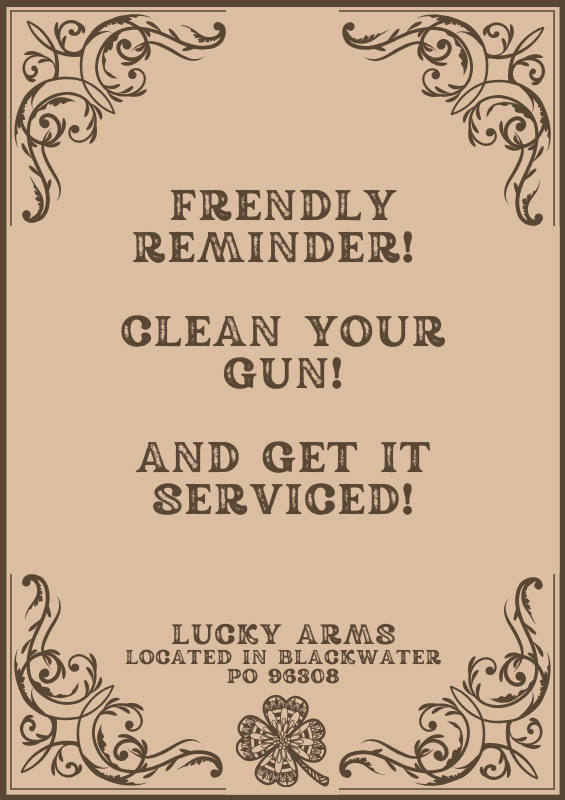 FRENDLY
REMINDER!
CLEAN YOUR
GUN!
AND GET IT
SERVICED!
LUCKY ARMS
LOCATED IN BLACKWATER
PO 96308